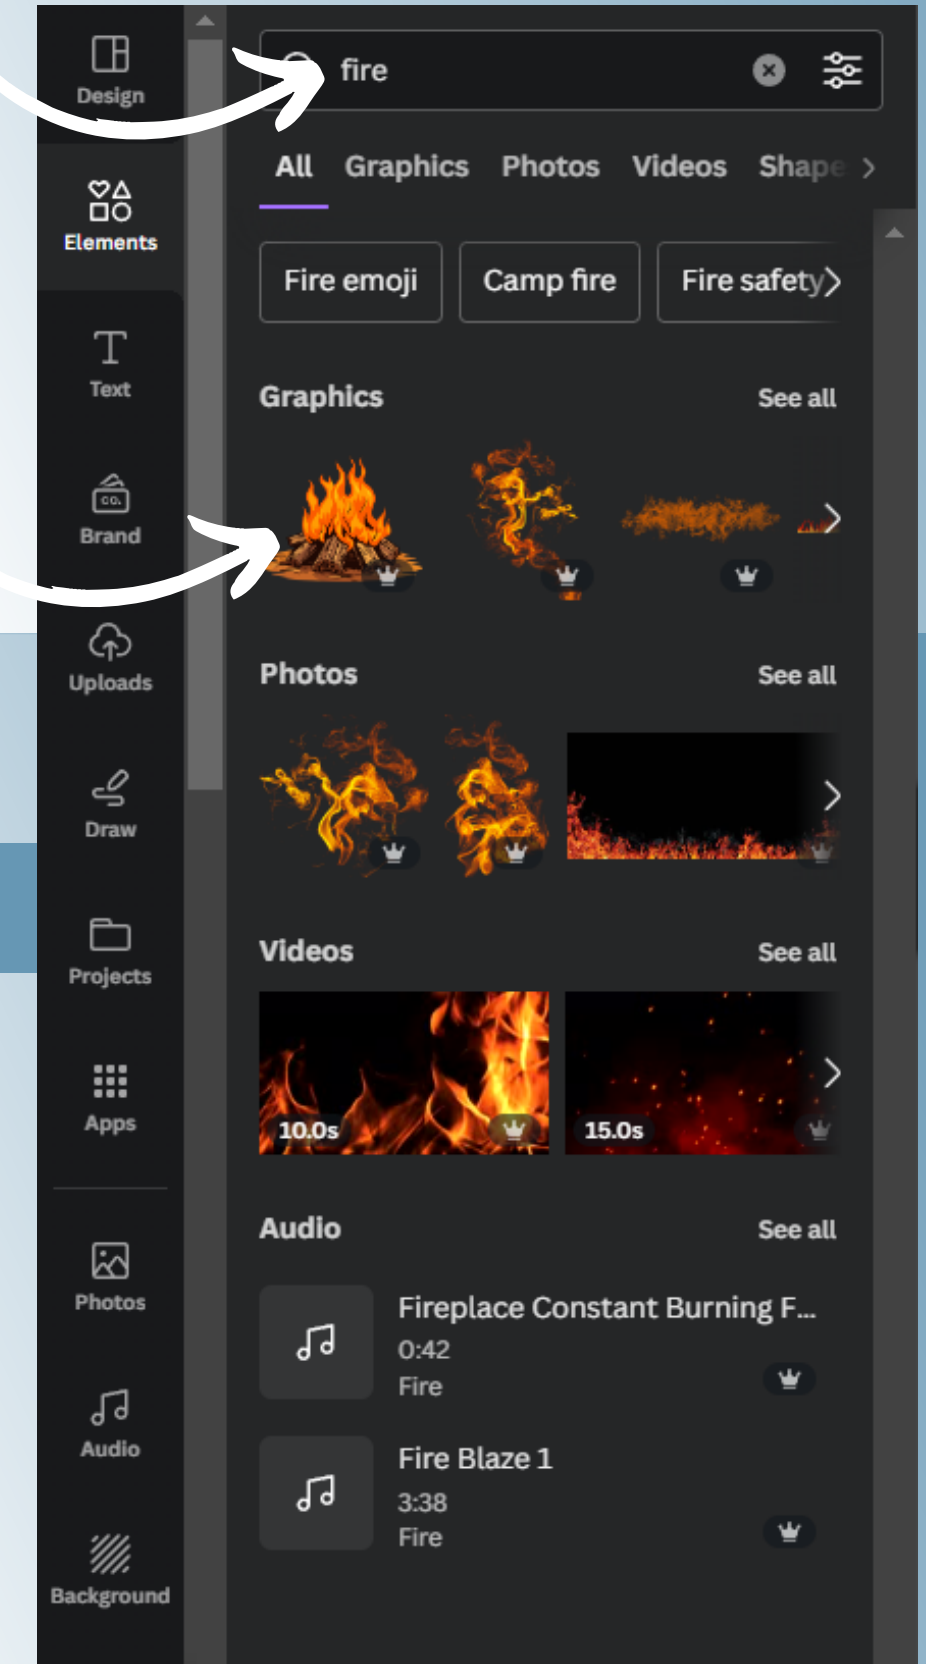 Design
Elements
Text
CO.
Brand
Uploads
Draw
Projects
Apps
Photos
Audio
Background
fire
All Graphics Photos Videos Shape
Fire emoji Camp fire Fire safety
Graphics See all
Photos See all
Videos See all
10.0s 15.0s
Audio See all
Fireplace Constant Burning F...
0:42
Fire
Fire Blaze 1
3:38
Fire